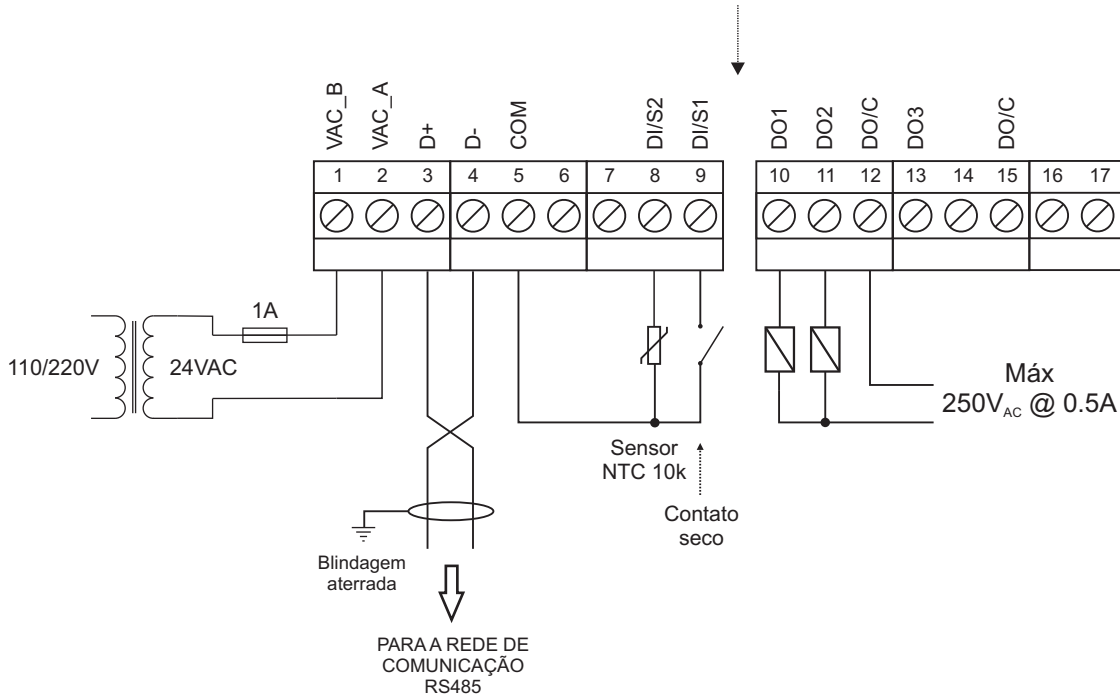 VAC_B
VAC_A
D+
D-
COM
DI/S2
DI/S1
DO1
DO2
DO/C
DO3
DO/C
1 2 3 4 5 6 7 8 9 10 11 12 13 14 15 16 17
1A
110/220V
24VAC
Máx
250VAC @ 0.5A
Sensor
NTC 10k
Contato
seco
Blindagem
aterrada
PARA A REDE DE
COMUNICAÇÃO
RS485